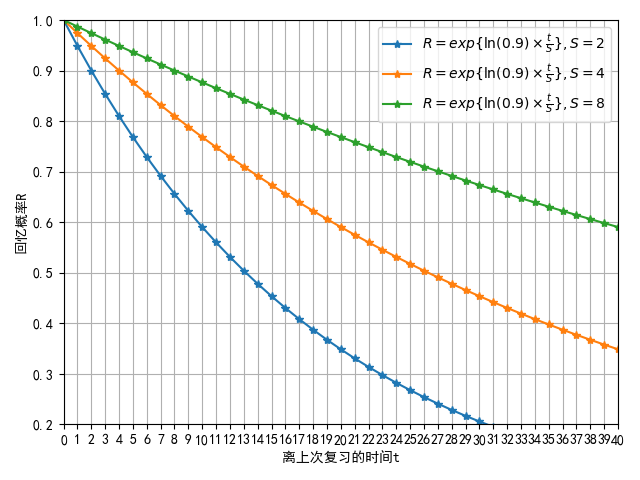 1.0
0.9
0.8
0.7
0.6
0.5
0.4
0.3
0.2
回忆概率R
R = exp{ln(0.9) × t/S}, S = 2
R = exp{ln(0.9) × t/S}, S = 4
R = exp{ln(0.9) × t/S}, S = 8
0 1 2 3 4 5 6 7 8 9 10 11 12 13 14 15 16 17 18 19 20 21 22 23 24 25 26 27 28 29 30 31 32 33 34 35 36 37 38 39 40
离上次复习的时间t